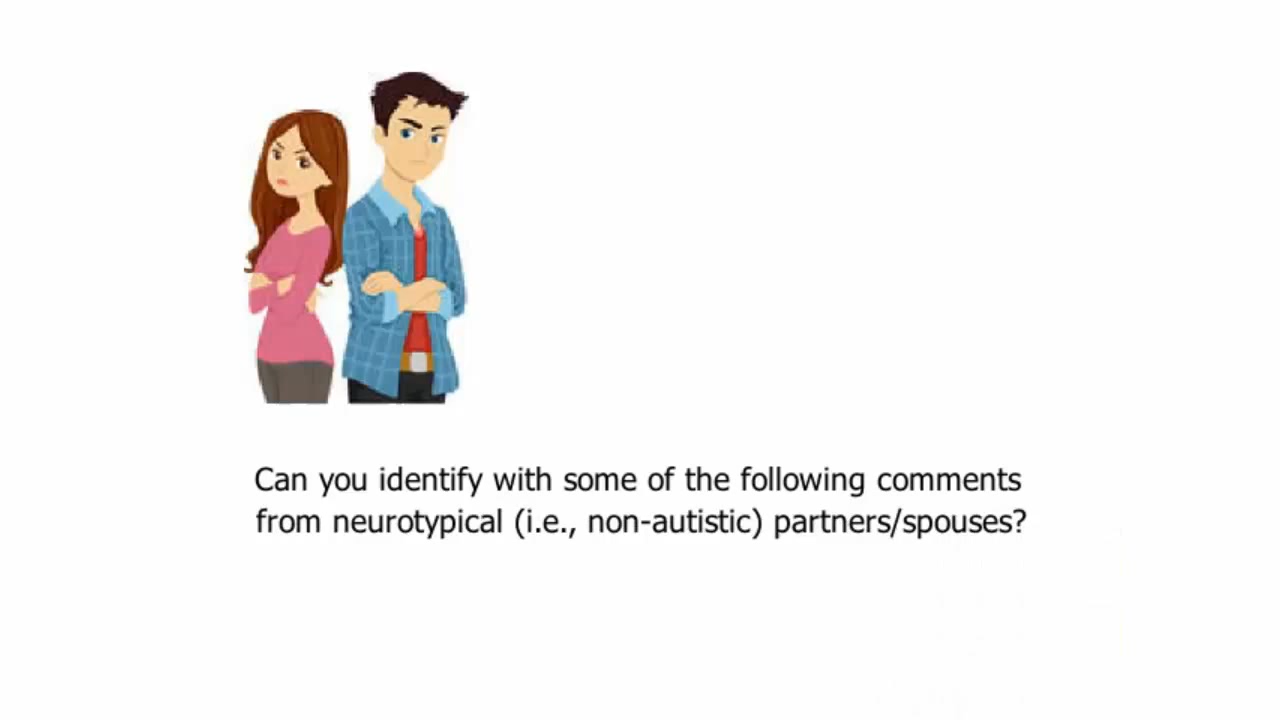 Can you identify with some of the following comments
from neurotypical (i.e., non-autistic) partners/spouses?